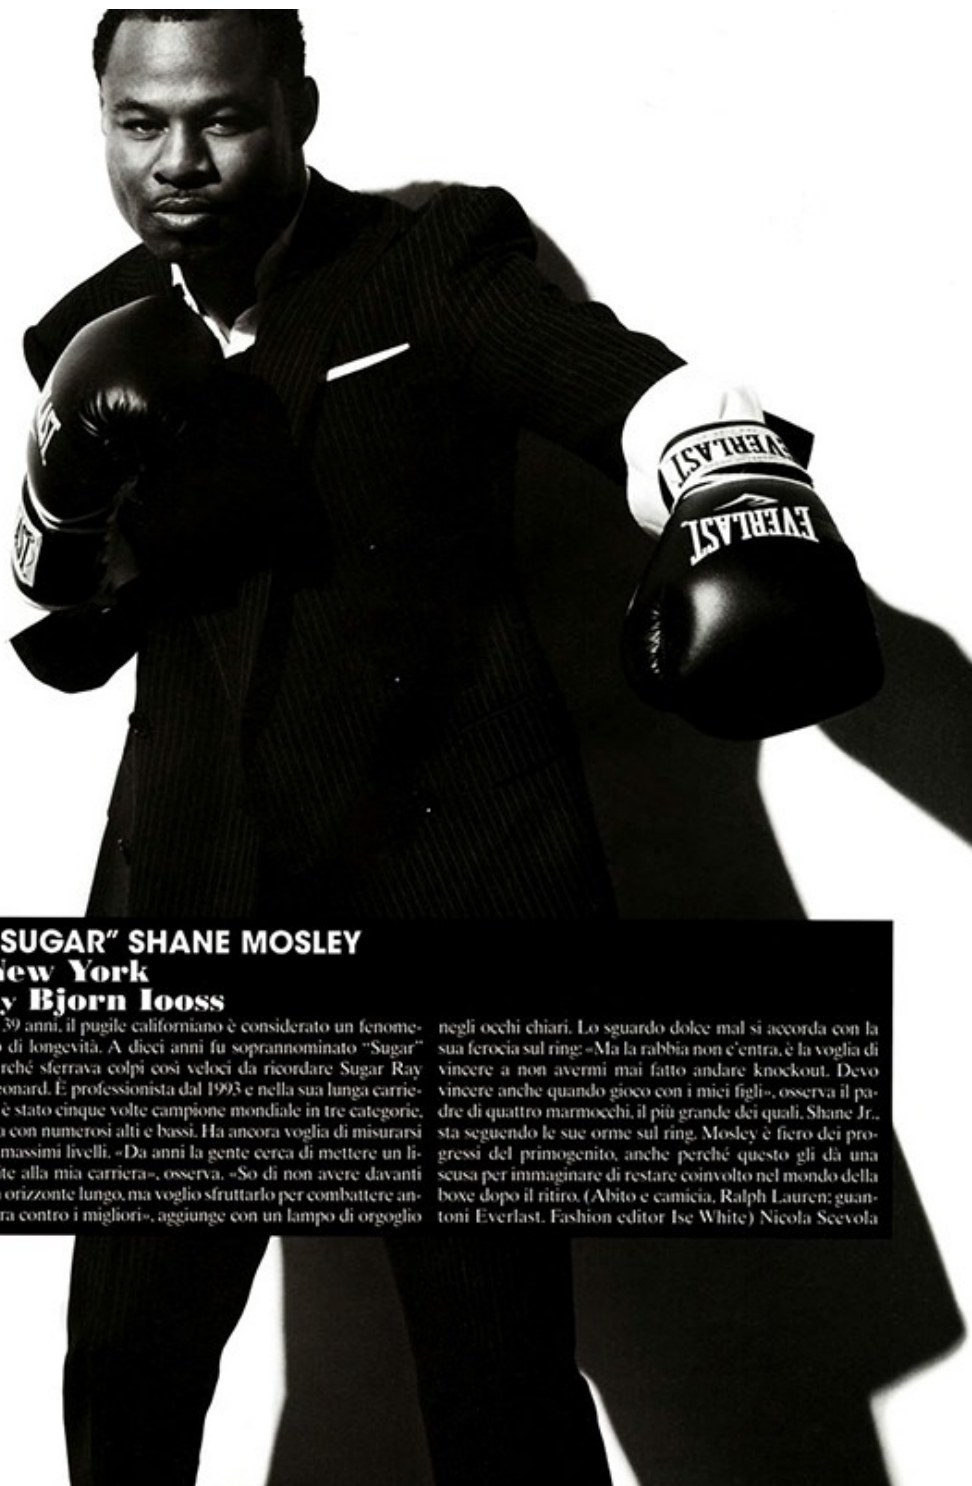 EVERLAST
EVERLAST
SUGAR” SHANE MOSLEY
New York
y Bjorn Iooss
39 anni, il pugile californiano è considerato un fenome-
di longevità. A dieci anni fu soprannominato “Sugar”
rché sferrava colpi così veloci da ricordare Sugar Ray
eonard. È professionista dal 1993 e nella sua lunga carrie-
è stato cinque volte campione mondiale in tre categorie,
con numerosi alti e bassi. Ha ancora voglia di misurarsi
massimi livelli. «Da anni la gente cerca di mettere un li-
ite alla mia carriera», osserva. «So di non avere davanti
orizzonte lungo, ma voglio sfruttarlo per combattere an-
ra contro i migliori», aggiunge con un lampo di orgoglio
negli occhi chiari. Lo sguardo dolce mal si accorda con la
sua ferocia sul ring: «Ma la rabbia non c’entra, è la voglia di
vincere a non avermi mai fatto andare knockout. Devo
vincere anche quando gioco con i miei figli», osserva il pa-
dre di quattro marmocchi, il più grande dei quali, Shane Jr.,
sta seguendo le sue orme sul ring. Mosley è fiero dei pro-
gressi del primogenito, anche perché questo gli dà una
scusa per immaginare di restare coinvolto nel mondo della
boxe dopo il ritiro. (Abito e camicia, Ralph Lauren; guan-
toni Everlast. Fashion editor Ise White) Nicola Scevola